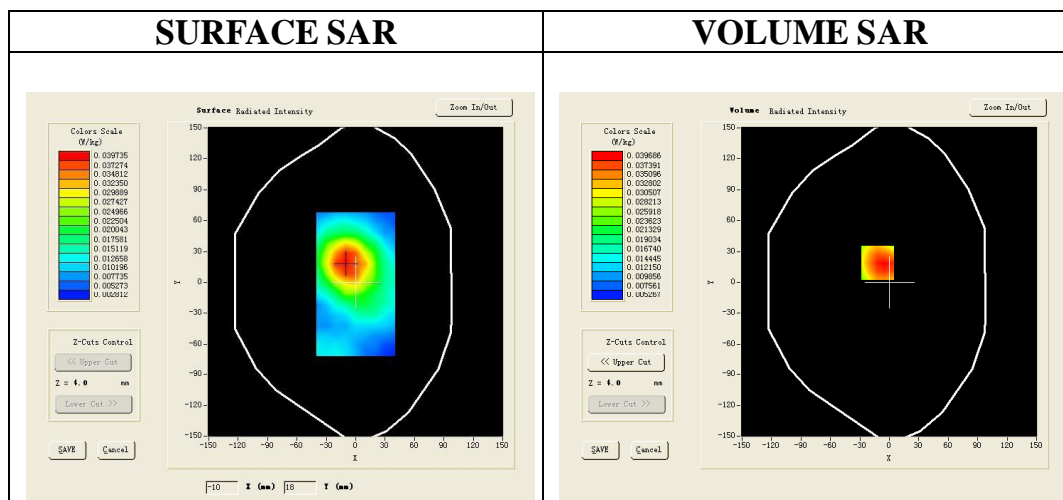 SURFACE SAR
VOLUME SAR
Surface Radiated Intensity
Zoom In/Out
Colors Scale
(W/kg)
0.039735
0.037274
0.034812
0.032350
0.029889
0.027427
0.024966
0.022504
0.020043
0.017581
0.015119
0.012658
0.010196
0.007735
0.005273
0.002812
150
120
90
60
30
0
-30
-60
-90
-120
-150
Y
-150 -120 -90 -60 -30 0 30 60 90 120 150
X
Z-Cuts Control
<< Upper Cut
Z = 4.0 mm
Lower Cut >>
SAVE
Cancel
-10 X (mm) 18 Y (mm)
Volume Radiated Intensity
Zoom In/Out
Colors Scale
(W/kg)
0.039686
0.037391
0.035096
0.032802
0.030507
0.028213
0.025918
0.023623
0.021329
0.019034
0.016740
0.014445
0.012150
0.009856
0.007561
0.005267
150
120
90
60
30
0
-30
-60
-90
-120
-150
Y
-150 -120 -90 -60 -30 0 30 60 90 120 150
X
Z-Cuts Control
<< Upper Cut
Z = 4.0 mm
Lower Cut >>
SAVE
Cancel